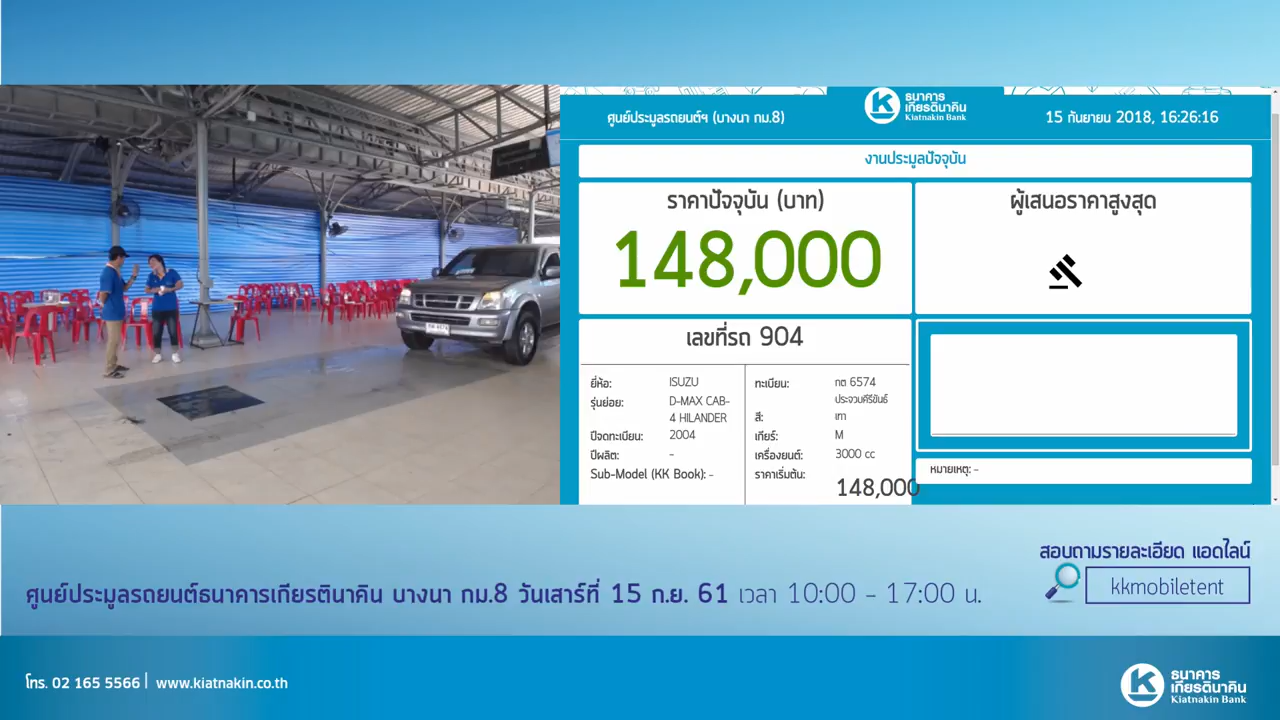 ศูนย์ประมูลรถยนต์ฯ (บางนา กม.8)
ธนาคาร
เกียรตินาคิน
Kiatnakin Bank
15 กันยายน 2018, 16:26:16
งานประมูลปัจจุบัน
ราคาปัจจุบัน (บาท)
148,000
ผู้เสนอราคาสูงสุด
เลขที่รถ 904
ยี่ห้อ: ISUZU
รุ่นย่อย: D-MAX CAB-
4 HILANDER
ปีจดทะเบียน: 2004
ปีผลิต: -
Sub-Model (KK Book): -
ทะเบียน: กต 6574
ประจวบคีรีขันธ์
สี: เทา
เกียร์: M
เครื่องยนต์: 3000 cc
ราคาเริ่มต้น: 148,000
หมายเหตุ: -
สอบถามรายละเอียด แอดไลน์
kkmobiletent
ศูนย์ประมูลรถยนต์ธนาคารเกียรตินาคิน บางนา กม.8 วันเสาร์ที่ 15 ก.ย. 61 เวลา 10:00 - 17:00 น.
โทร. 02 165 5566 | www.kiatnakin.co.th
ธนาคาร
เกียรตินาคิน
Kiatnakin Bank